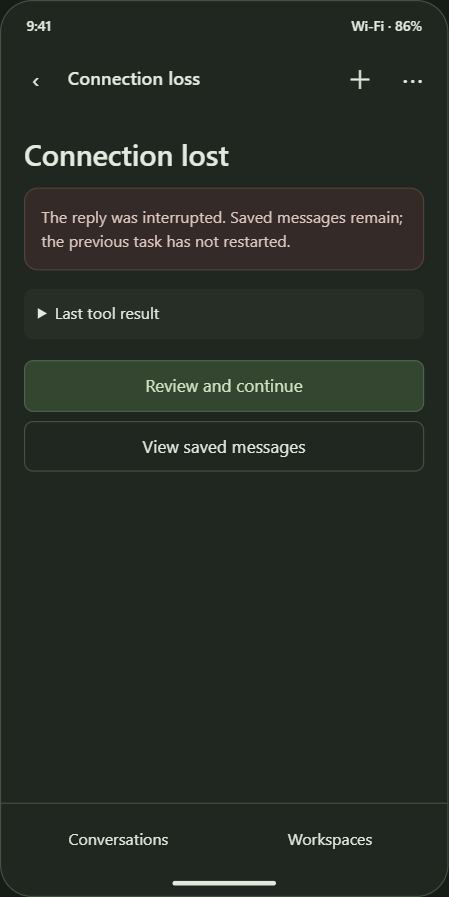 9:41
Wi-Fi · 86%
‹ Connection loss + ...
Connection lost
The reply was interrupted. Saved messages remain;
the previous task has not restarted.
▶ Last tool result
Review and continue
View saved messages
Conversations
Workspaces